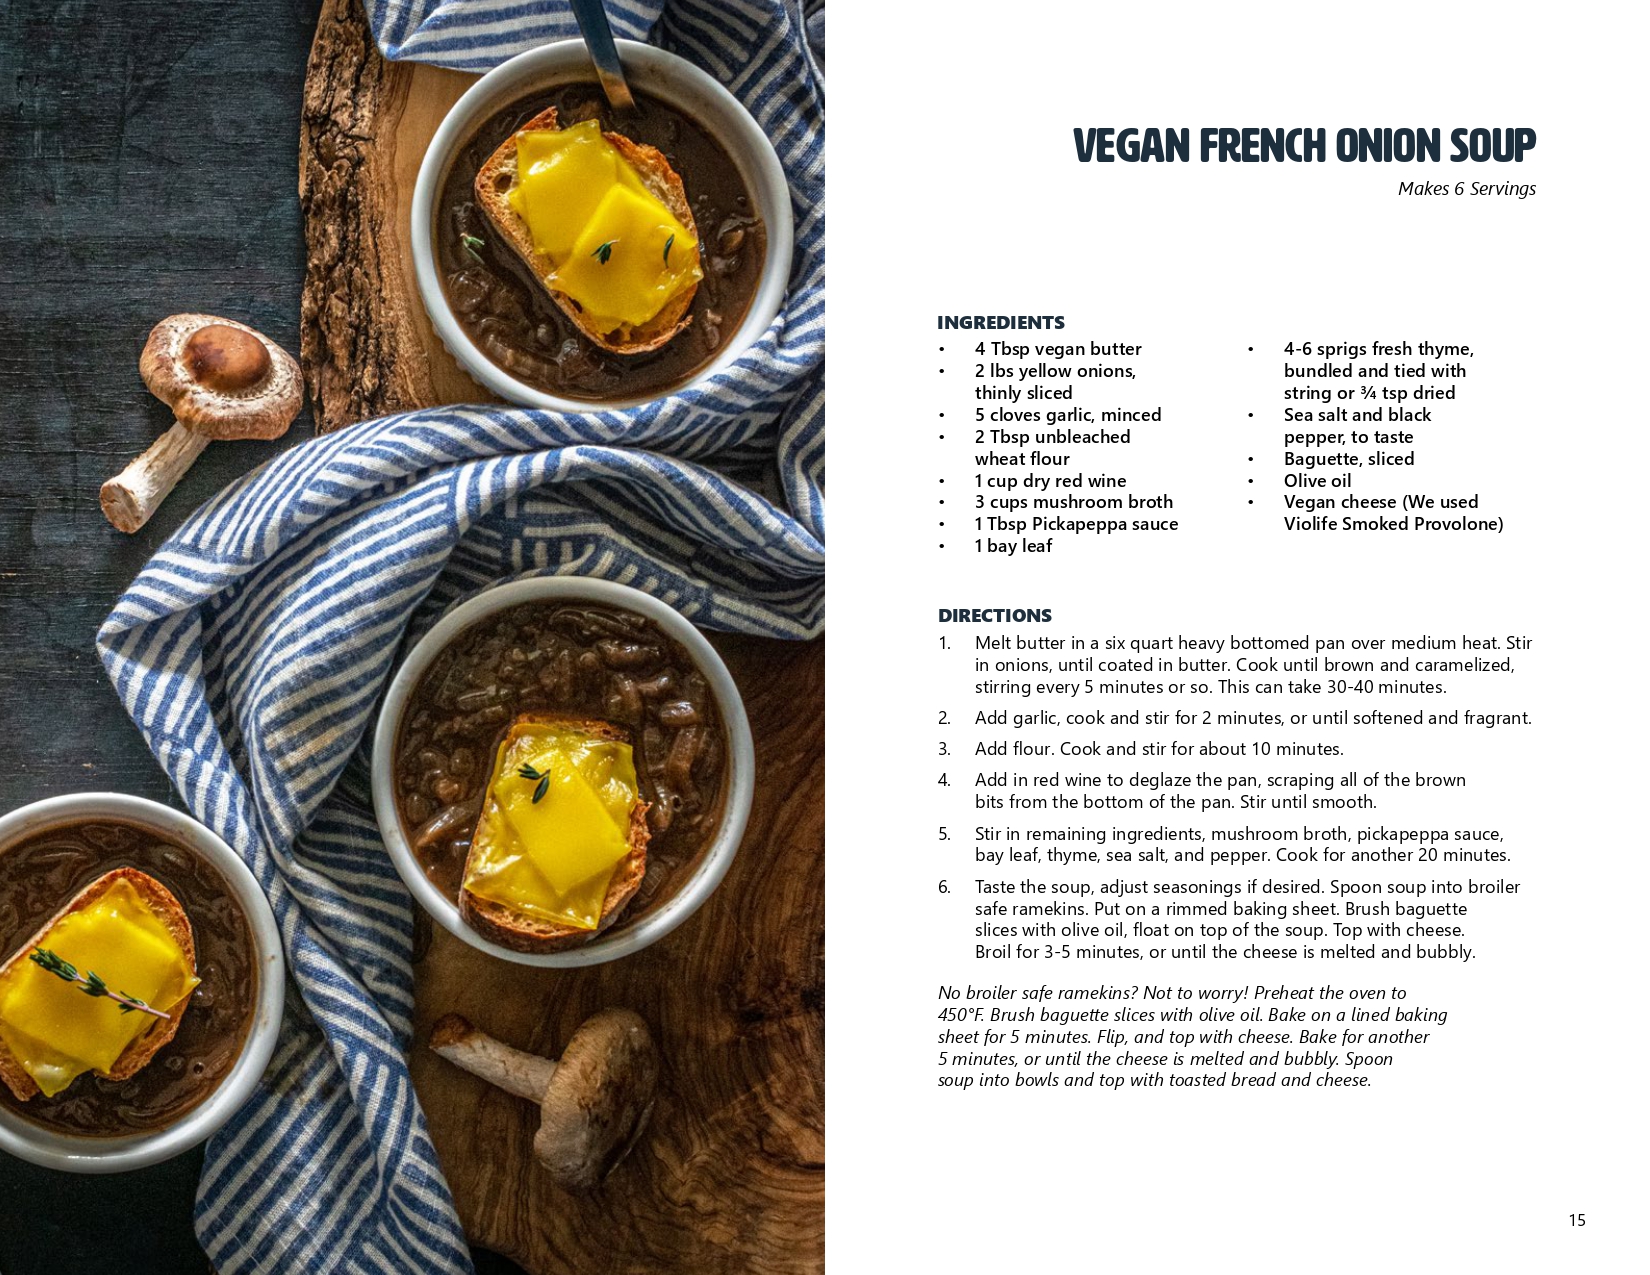 VEGAN FRENCH ONION SOUP
Makes 6 Servings
INGREDIENTS
• 4 Tbsp vegan butter
• 2 lbs yellow onions,
thinly sliced
• 5 cloves garlic, minced
• 2 Tbsp unbleached
wheat flour
• 1 cup dry red wine
• 3 cups mushroom broth
• 1 Tbsp Pickapeppa sauce
• 1 bay leaf
• 4-6 sprigs fresh thyme,
bundled and tied with
string or ¾ tsp dried
• Sea salt and black
pepper, to taste
• Baguette, sliced
• Olive oil
• Vegan cheese (We used
Violife Smoked Provolone)
DIRECTIONS
1. Melt butter in a six quart heavy bottomed pan over medium heat. Stir
in onions, until coated in butter. Cook until brown and caramelized,
stirring every 5 minutes or so. This can take 30-40 minutes.
2. Add garlic, cook and stir for 2 minutes, or until softened and fragrant.
3. Add flour. Cook and stir for about 10 minutes.
4. Add in red wine to deglaze the pan, scraping all of the brown
bits from the bottom of the pan. Stir until smooth.
5. Stir in remaining ingredients, mushroom broth, pickapeppa sauce,
bay leaf, thyme, sea salt, and pepper. Cook for another 20 minutes.
6. Taste the soup, adjust seasonings if desired. Spoon soup into broiler
safe ramekins. Put on a rimmed baking sheet. Brush baguette
slices with olive oil, float on top of the soup. Top with cheese.
Broil for 3-5 minutes, or until the cheese is melted and bubbly.
No broiler safe ramekins? Not to worry! Preheat the oven to
450°F. Brush baguette slices with olive oil. Bake on a lined baking
sheet for 5 minutes. Flip, and top with cheese. Bake for another
5 minutes, or until the cheese is melted and bubbly. Spoon
soup into bowls and top with toasted bread and cheese.
15